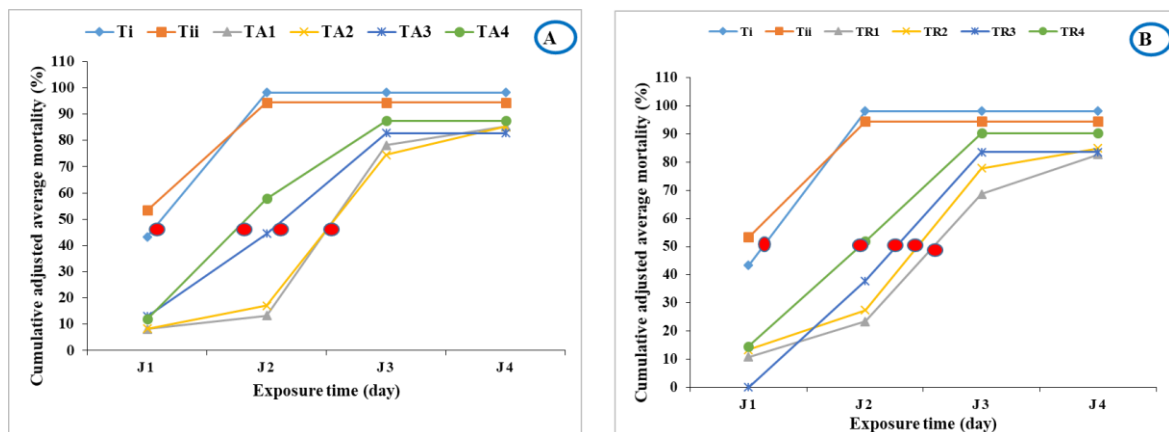 Ti Tii TA1 TA2 TA3 TA4
A
Cumulative adjusted average mortality (%)
110
100
90
80
70
60
50
40
30
20
10
0
J1 J2 J3 J4
Exposure time (day)
Ti Tii TR1 TR2 TR3 TR4
B
Cumulative adjusted average mortality (%)
110
100
90
80
70
60
50
40
30
20
10
0
J1 J2 J3 J4
Exposure time (day)